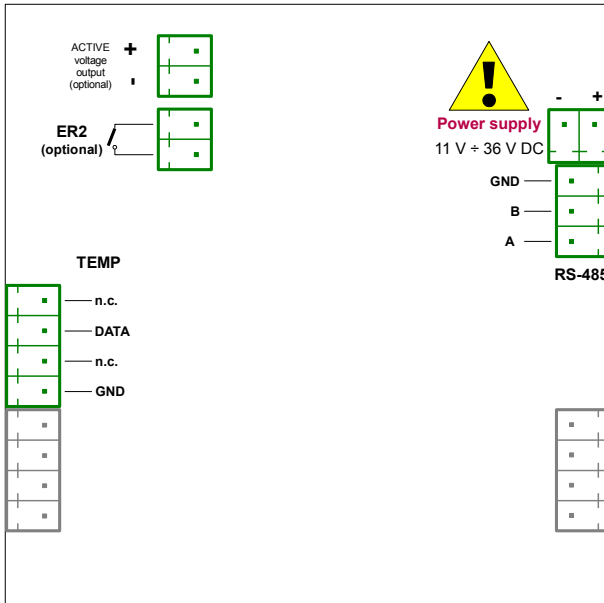 ACTIVE
voltage
output
(optional)
+
-
ER2
(optional)
!
Power supply
11 V ÷ 36 V DC
- +
GND
B
A
RS-485
TEMP
n.c.
DATA
n.c.
GND